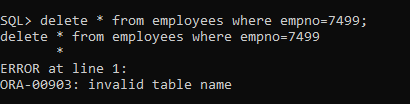 SQL> delete * from employees where empno=7499;
delete * from employees where empno=7499
       *
ERROR at line 1:
ORA-00903: invalid table name